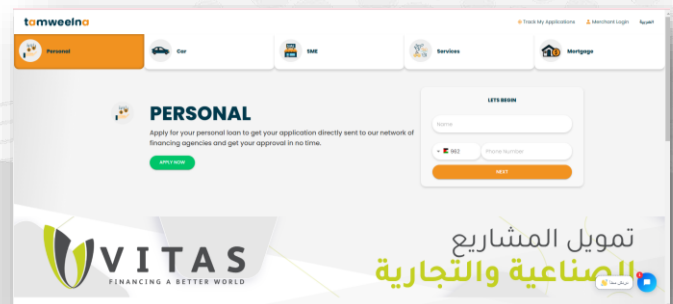 tamweelna
Track My Applications
Merchant Login
العربية
Personal
Car
SME
Services
Mortgage
PERSONAL
Apply for your personal loan to get your application directly sent to our network of
financing agencies and get your approval in no time.
APPLY NOW
LETS BEGIN
Name
962
Phone Number
NEXT
VITAS
FINANCING A BETTER WORLD
تمويل المشاريع
الصناعية والتجارية